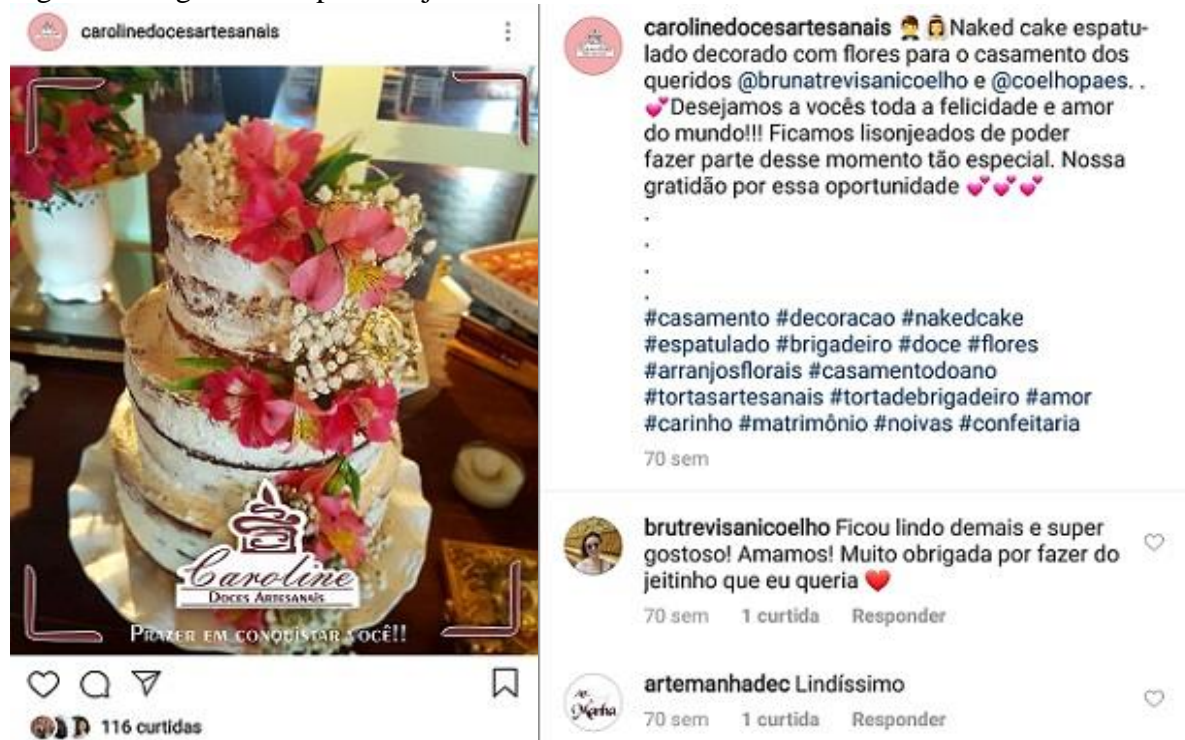 carolinedocesartesanais
Caroline
DOCES ARTESANAIS
PRAZER EM CONQUISTAR VOCÊ!!
116 curtidas
carolinedocesartesanais 🤵 👰Naked cake espatu-
lado decorado com flores para o casamento dos
queridos @brunatrevisanicoelho e @coelhopaes. .
💕Desejamos a vocês toda a felicidade e amor
do mundo!!! Ficamos lisonjeados de poder
fazer parte desse momento tão especial. Nossa
gratidão por essa oportunidade 💕💕💕
.
.
.
.
#casamento #decoracao #nakedcake
#espatulado #brigadeiro #doce #flores
#arranjosflorais #casamentodoano
#tortasartesanais #tortadebrigadeiro #amor
#carinho #matrimônio #noivas #confeitaria
70 sem
brutrevisanicoelho Ficou lindo demais e super
gostoso! Amamos! Muito obrigada por fazer do
jeitinho que eu queria ❤️
70 sem 1 curtida Responder
artemanhadec Lindíssimo
70 sem 1 curtida Responder